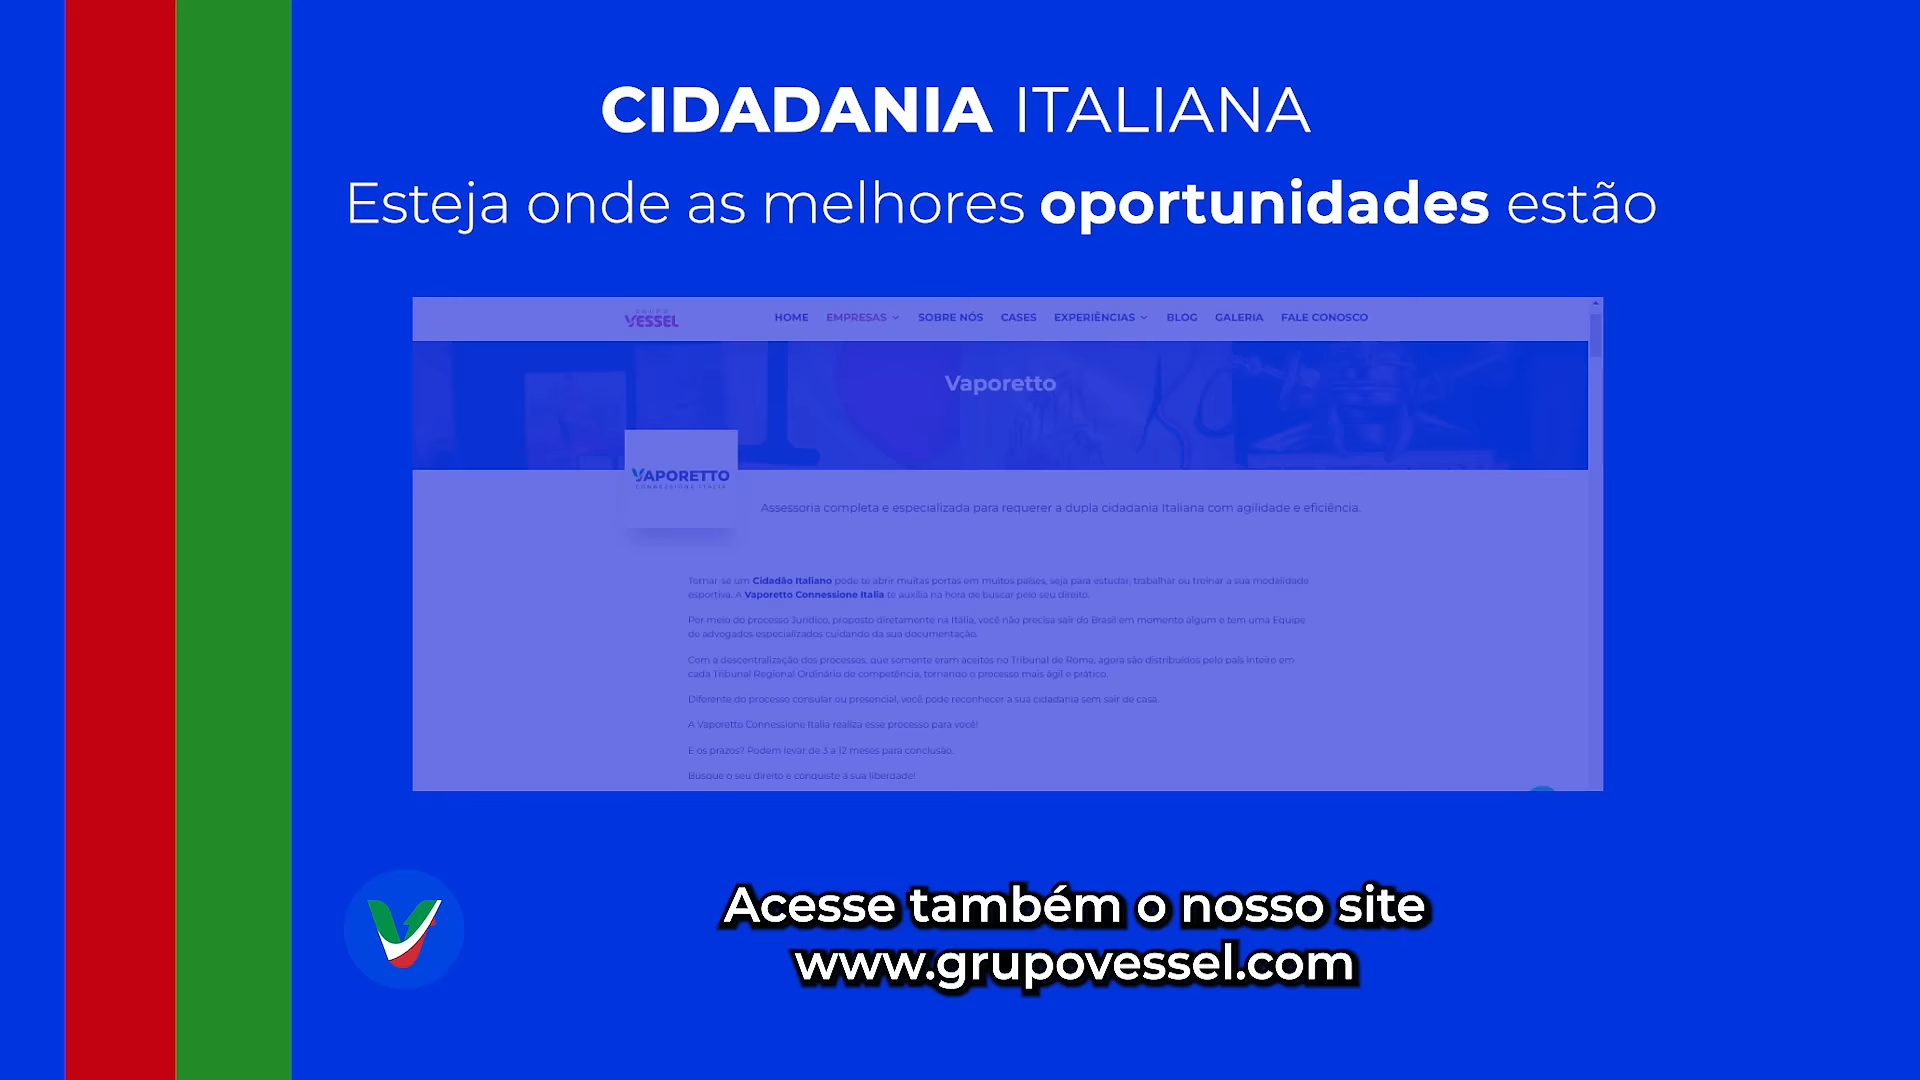 CIDADANIA ITALIANA
Esteja onde as melhores oportunidades estão
GRUPO
VESSEL
HOME EMPRESAS SOBRE NÓS CASES EXPERIÊNCIAS BLOG GALERIA FALE CONOSCO
Vaporetto
VAPORETTO
CONNESSIONE ITALIA
Assessoria completa e especializada para requerer a dupla cidadania Italiana com agilidade e eficiência.
Tornar-se um Cidadão Italiano pode te abrir muitas portas em muitos países, seja para estudar, trabalhar ou treinar a sua modalidade
esportiva. A Vaporetto Connessione Italia te auxilia na hora de buscar pelo seu direito.
Por meio do processo Jurídico, proposto diretamente na Itália, você não precisa sair do Brasil em momento algum e tem uma Equipe
de advogados especializados cuidando da sua documentação.
Com a descentralização dos processos, que somente eram aceitos no Tribunal de Roma, agora são distribuídos pelo país inteiro em
cada Tribunal Regional Ordinário de competência, tornando o processo mais ágil e prático.
Diferente do processo consular ou presencial, você pode reconhecer a sua cidadania sem sair de casa.
A Vaporetto Connessione Italia realiza esse processo para você!
E os prazos? Podem levar de 3 a 12 meses para conclusão.
Busque o seu direito e conquiste a sua liberdade!
Acesse também o nosso site
www.grupovessel.com